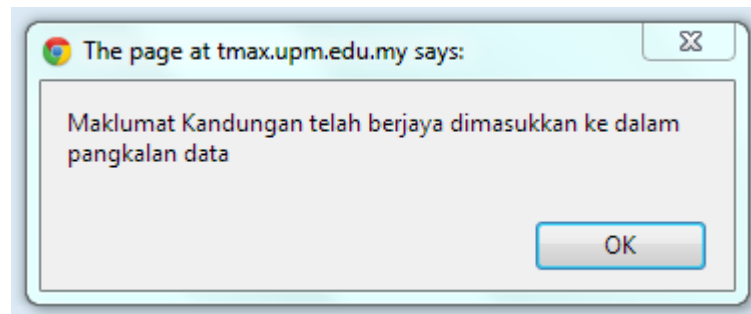 The page at tmax.upm.edu.my says:
Maklumat Kandungan telah berjaya dimasukkan ke dalam
pangkalan data
OK